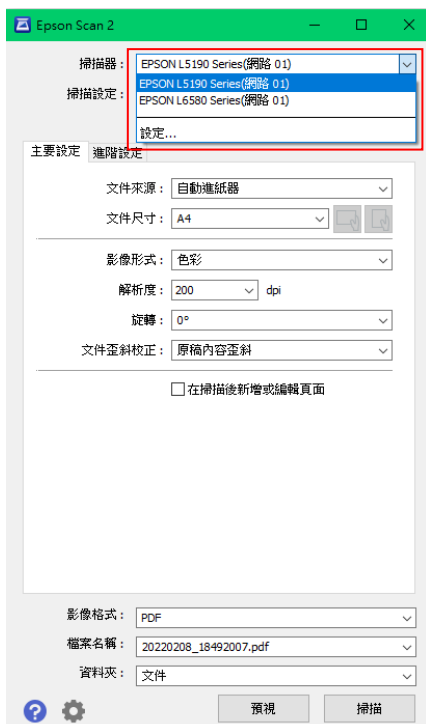 Epson Scan 2
掃描器： EPSON L5190 Series(網路 01)
EPSON L5190 Series(網路 01)
掃描設定： EPSON L6580 Series(網路 01)
設定...
主要設定 進階設定
文件來源： 自動進紙器
文件尺寸： A4
影像形式： 色彩
解析度： 200 dpi
旋轉： 0°
文件歪斜校正： 原稿內容歪斜
在掃描後新增或編輯頁面
影像格式： PDF
檔案名稱： 20220208_18492007.pdf
資料夾： 文件
? 預視 掃描